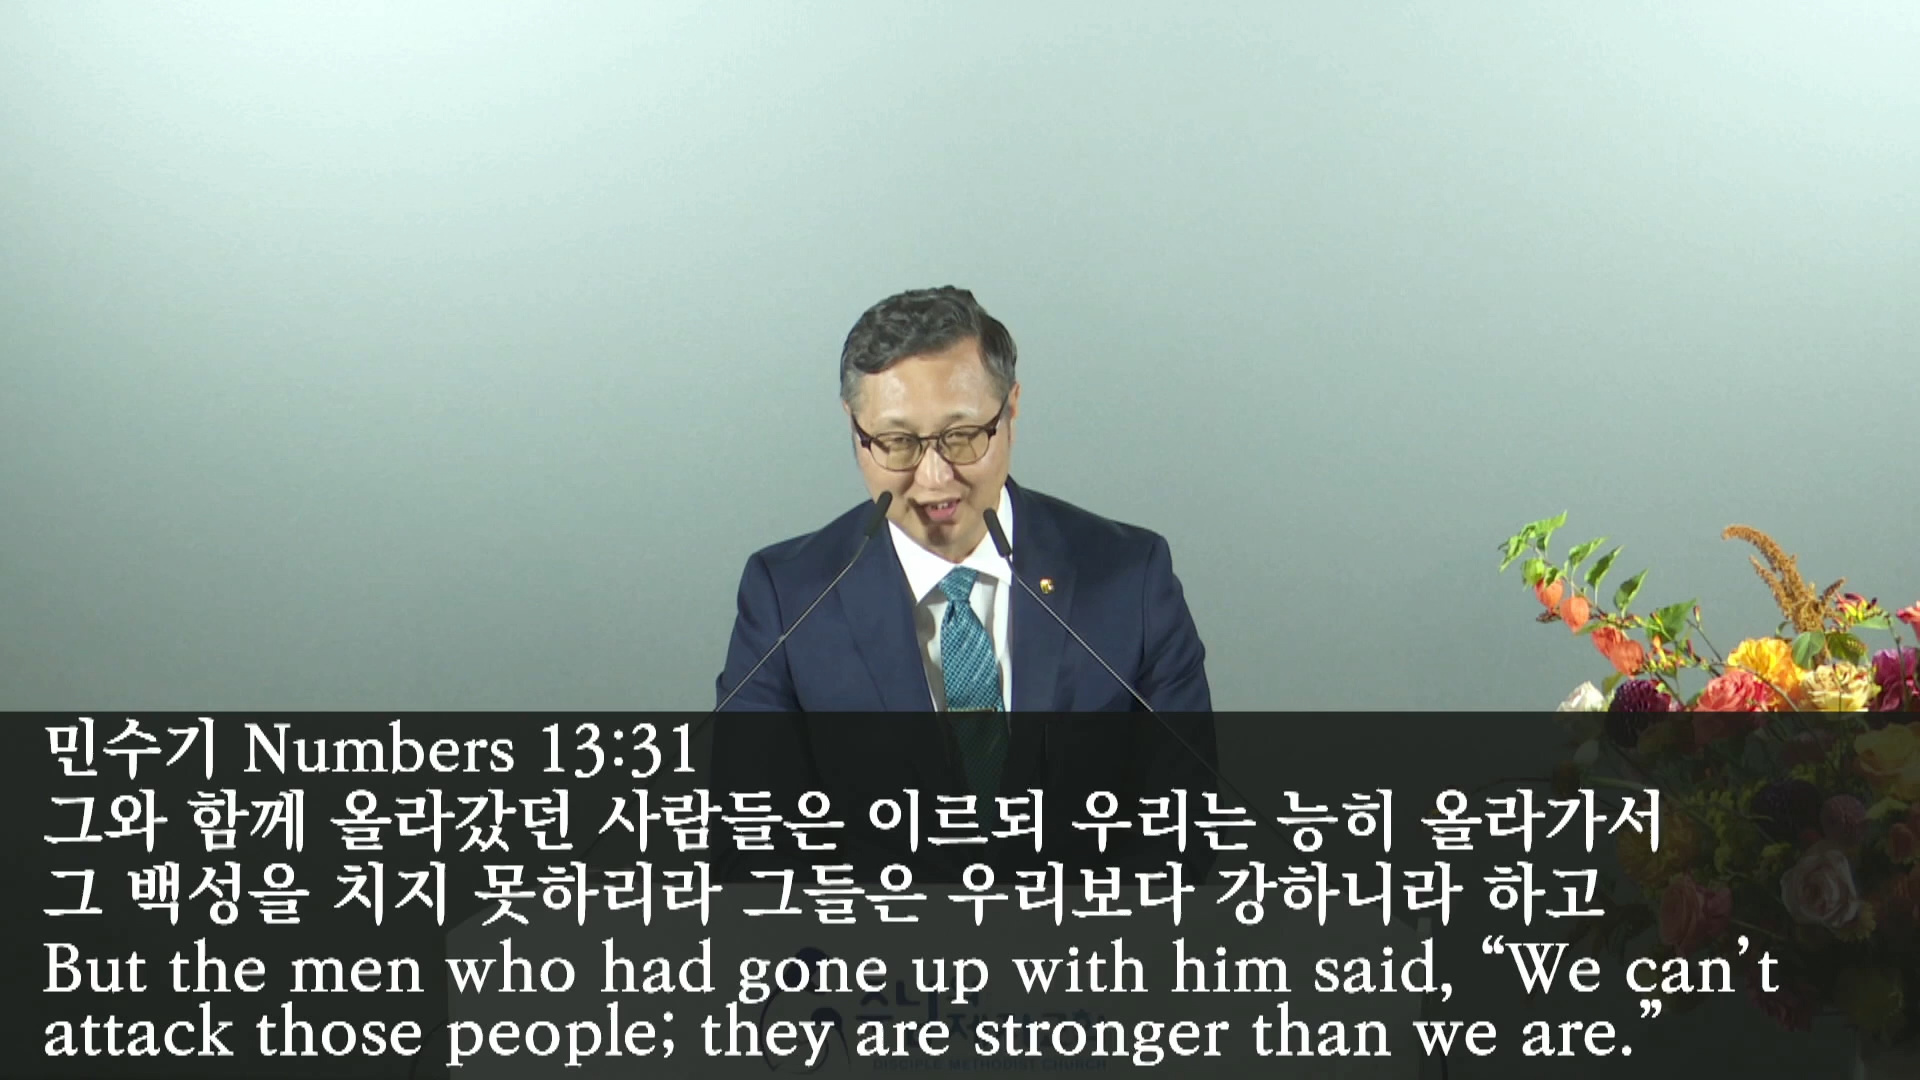 민수기 Numbers 13:31
그와 함께 올라갔던 사람들은 이르되 우리는 능히 올라가서
그 백성을 치지 못하리라 그들은 우리보다 강하니라 하고
But the men who had gone up with him said, “We can’t
attack those people; they are stronger than we are.”
DISCIPLE METHODIST CHURCH